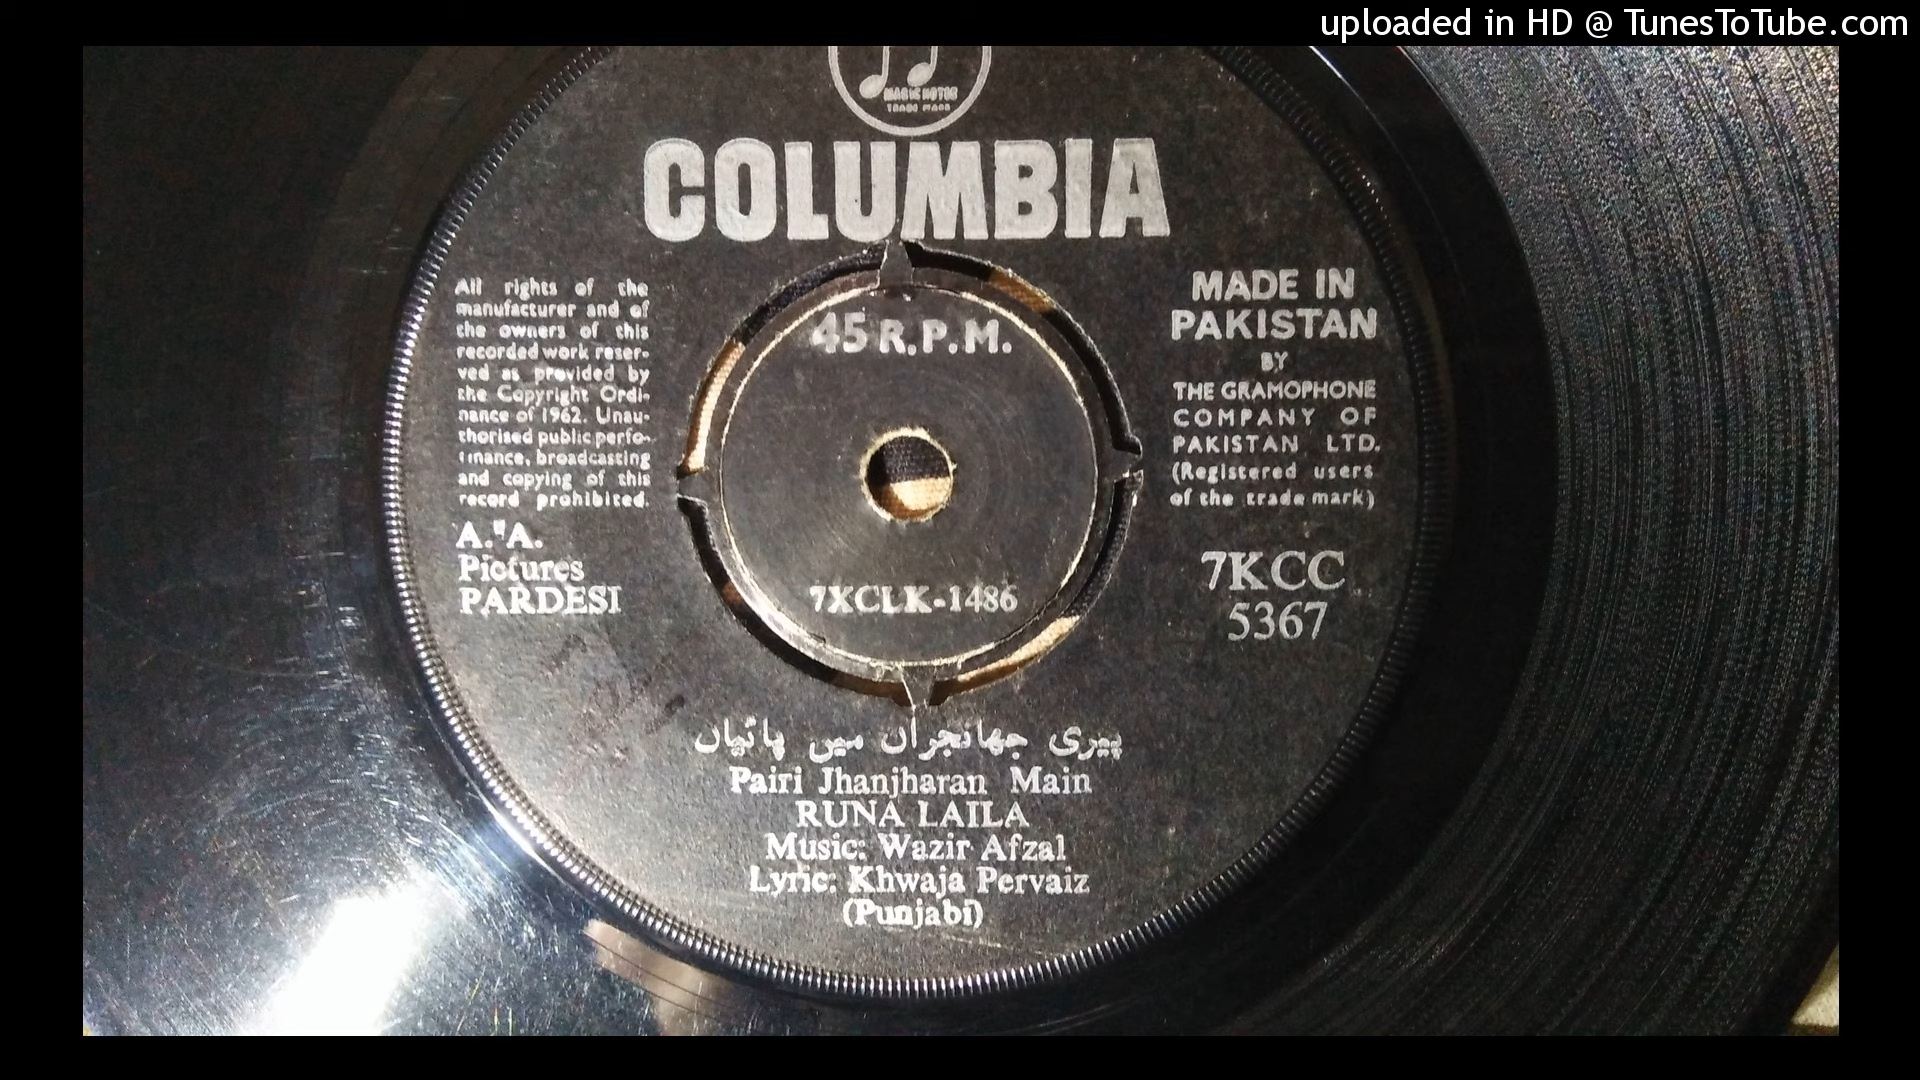 uploaded in HD @ TunesToTube.com
MAGIC NOTES
TRADE MARK
COLUMBIA
All rights of the
manufacturer and of
the owners of this
recorded work reser-
ved as provided by
the Copyright Ordi-
nance of 1962. Unau-
thorised public perfo-
rmance, broadcasting
and copying of this
record prohibited.
A. A.
Pictures
PARDESI
45 R.P.M.
7XCLK-1486
MADE IN
PAKISTAN
BY
THE GRAMOPHONE
COMPANY OF
PAKISTAN LTD.
(Registered users
of the trade mark)
7KCC
5367
پیری جھانجراں میں پائیاں
Pairi Jhanjharan Main
RUNA LAILA
Music: Wazir Afzal
Lyric: Khwaja Pervaiz
(Punjabi)